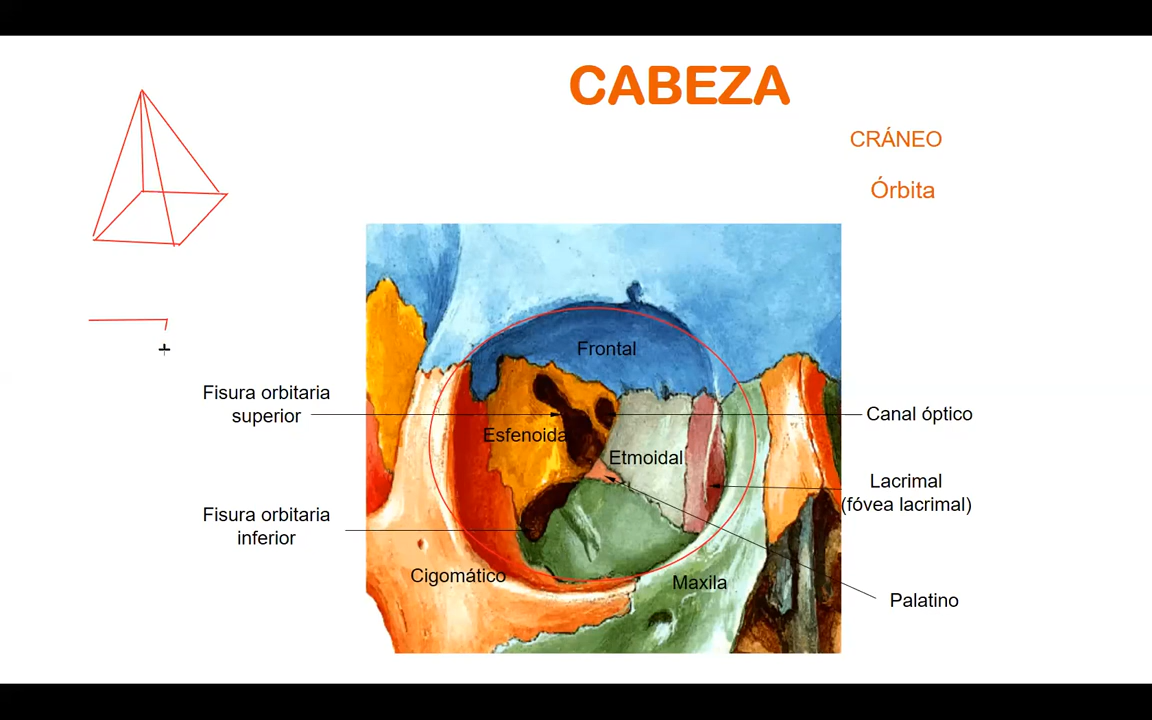 CABEZA
CRÁNEO
Órbita
Frontal
Fisura orbitaria
superior
Esfenoida
Canal óptico
Etmoidal
Lacrimal
(fóvea lacrimal)
Fisura orbitaria
inferior
Cigomático
Maxila
Palatino